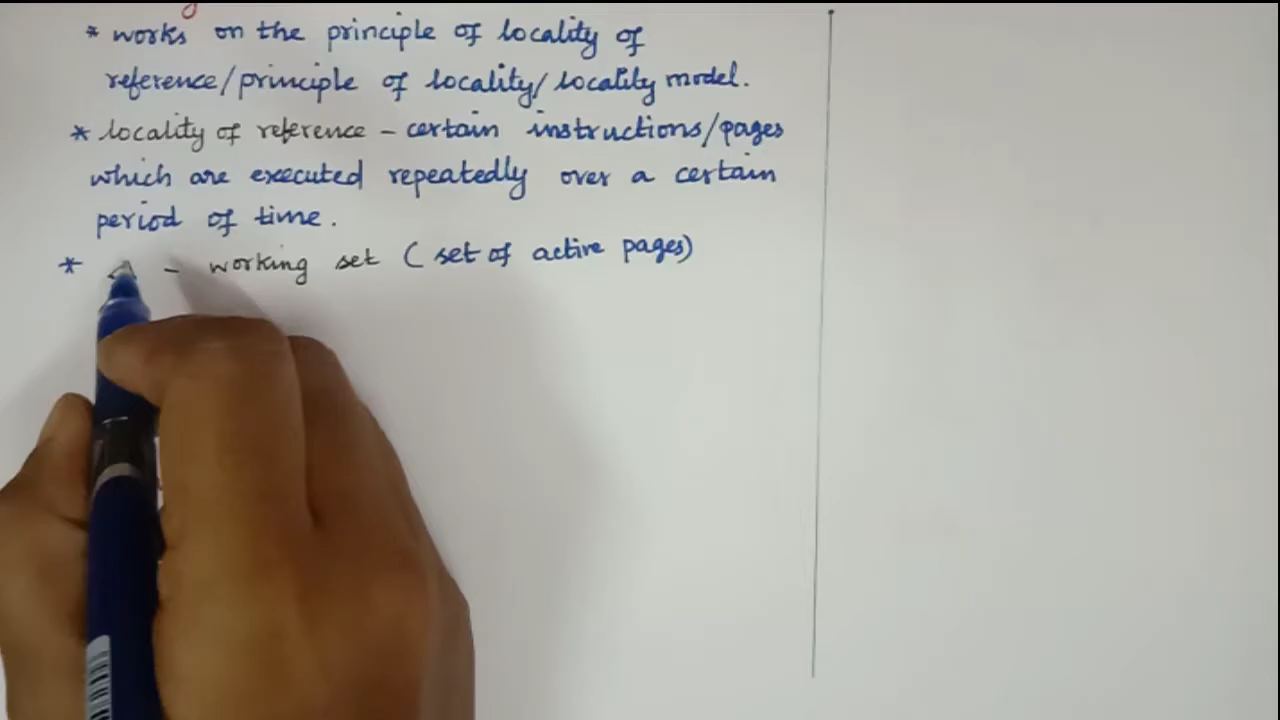 * works on the principle of locality of
reference/principle of locality/locality model.
* locality of reference - certain instructions/pages
which are executed repeatedly over a certain
period of time.
* - working set (set of active pages)